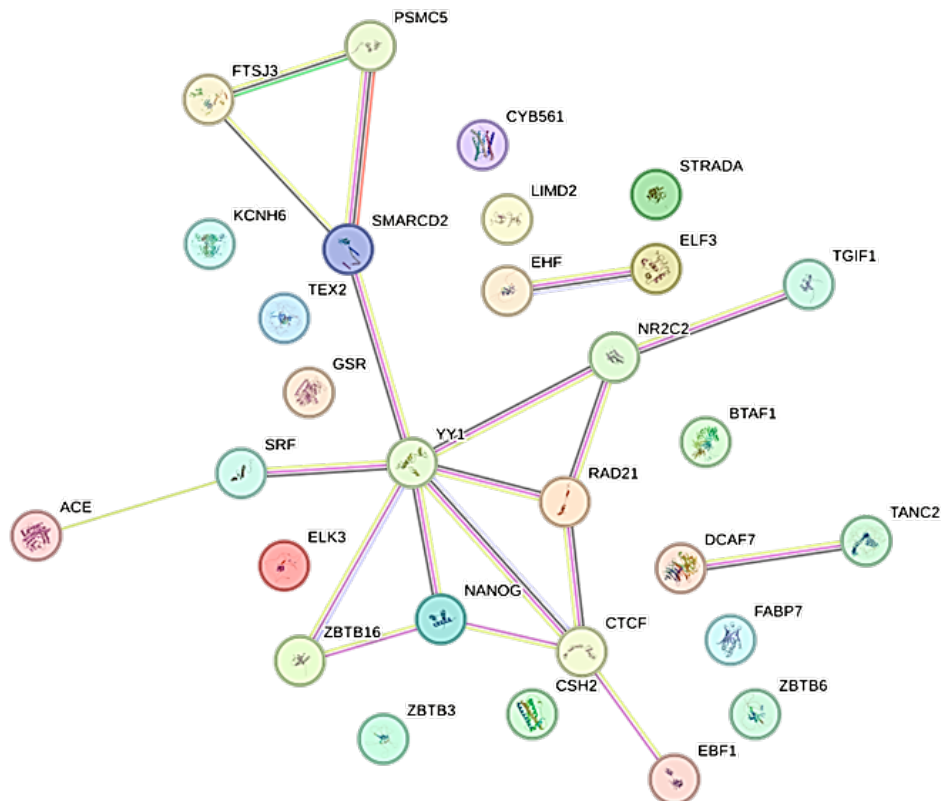 PSMC5
FTSJ3
CYB561
STRADA
LIMD2
KCNH6
SMARCD2
ELF3
EHF
TGIF1
TEX2
NR2C2
GSR
BTAF1
YY1
SRF
RAD21
ACE
TANC2
DCAF7
ELK3
NANOG
FABP7
CTCF
ZBTB16
CSH2
ZBTB6
ZBTB3
EBF1